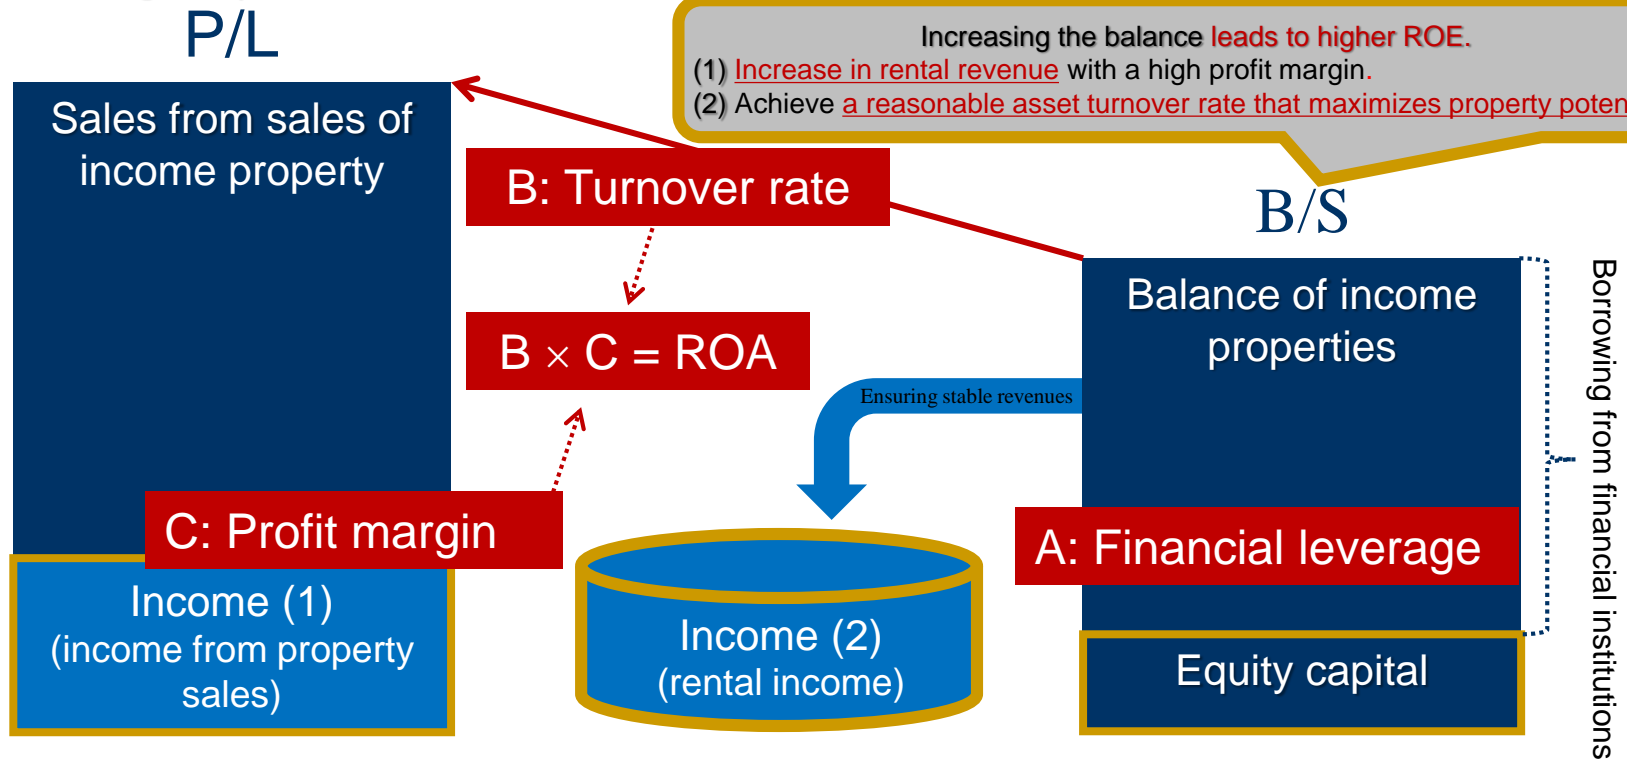 P/L
Increasing the balance leads to higher ROE.
(1) Increase in rental revenue with a high profit margin.
(2) Achieve a reasonable asset turnover rate that maximizes property poten
Sales from sales of
income property
B: Turnover rate
B/S
Balance of income
properties
B × C = ROA
Ensuring stable revenues
Borrowing from financial institutions
C: Profit margin
A: Financial leverage
Income (1)
(income from property
sales)
Income (2)
(rental income)
Equity capital